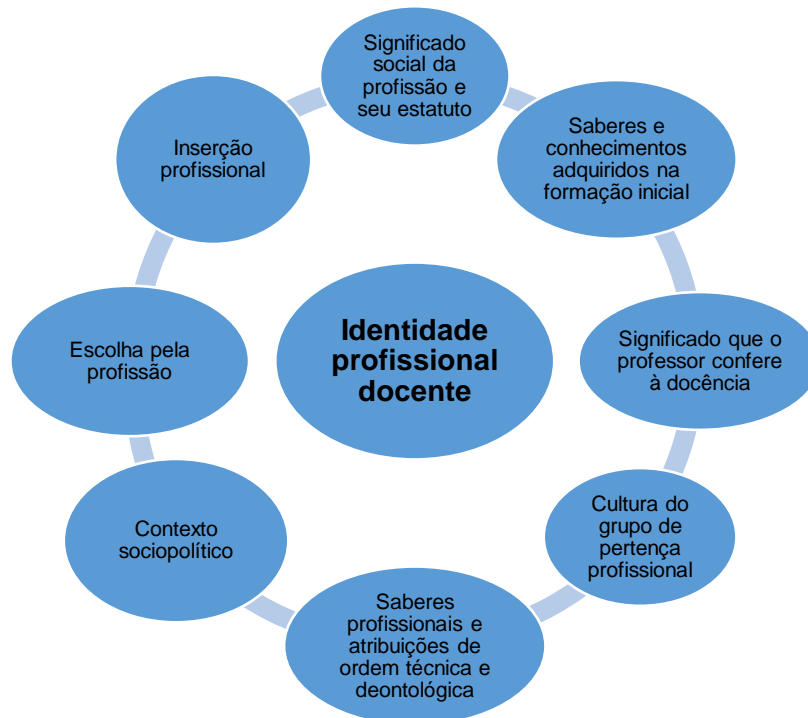 Significado
social da
profissão e
seu estatuto
Saberes e
conhecimentos
adquiridos na
formação inicial
Significado que o
professor confere
à docência
Cultura do
grupo de
pertença
profissional
Saberes
profissionais e
atribuições de
ordem técnica e
deontológica
Contexto
sociopolítico
Escolha pela
profissão
Inserção
profissional
Identidade
profissional
docente